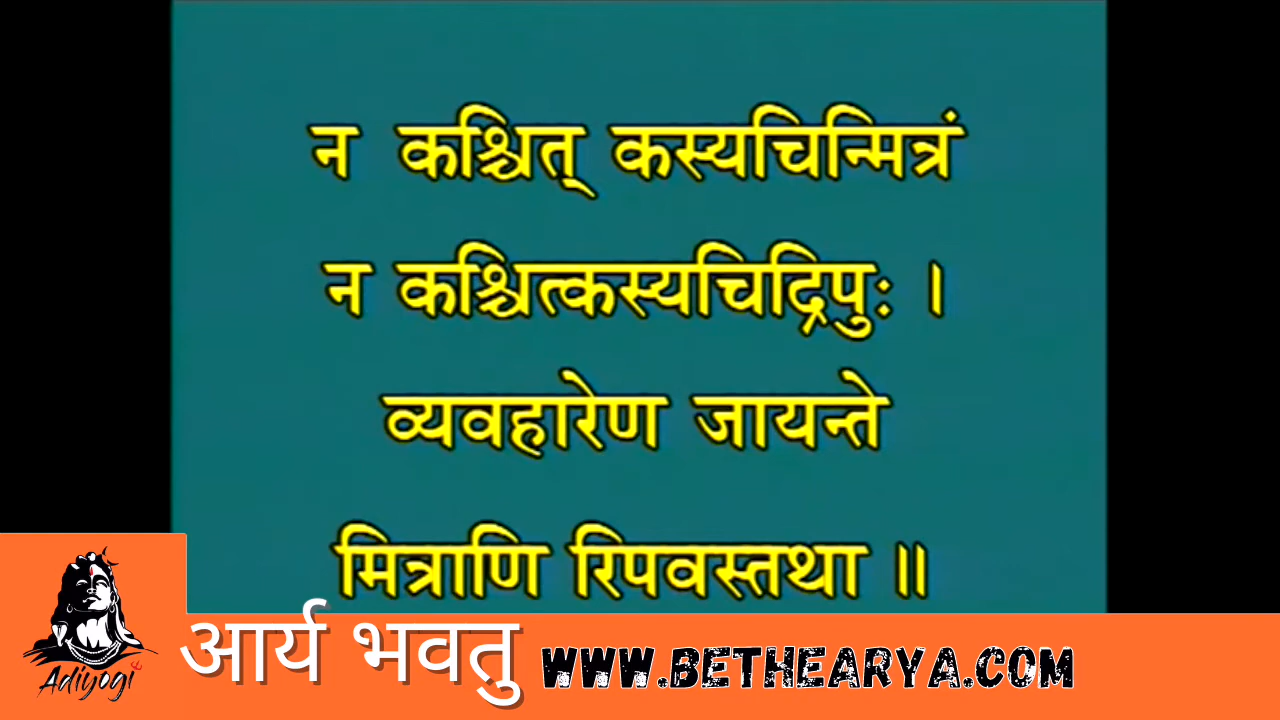 न कश्चित् कस्यचिन्मित्रं
न कश्चित्कस्यचिद्रिपुः ।
व्यवहारेण जायन्ते
मित्राणि रिपवस्तथा ॥
Adiyogi
आर्य भवतु WWW.BETHEARYA.COM